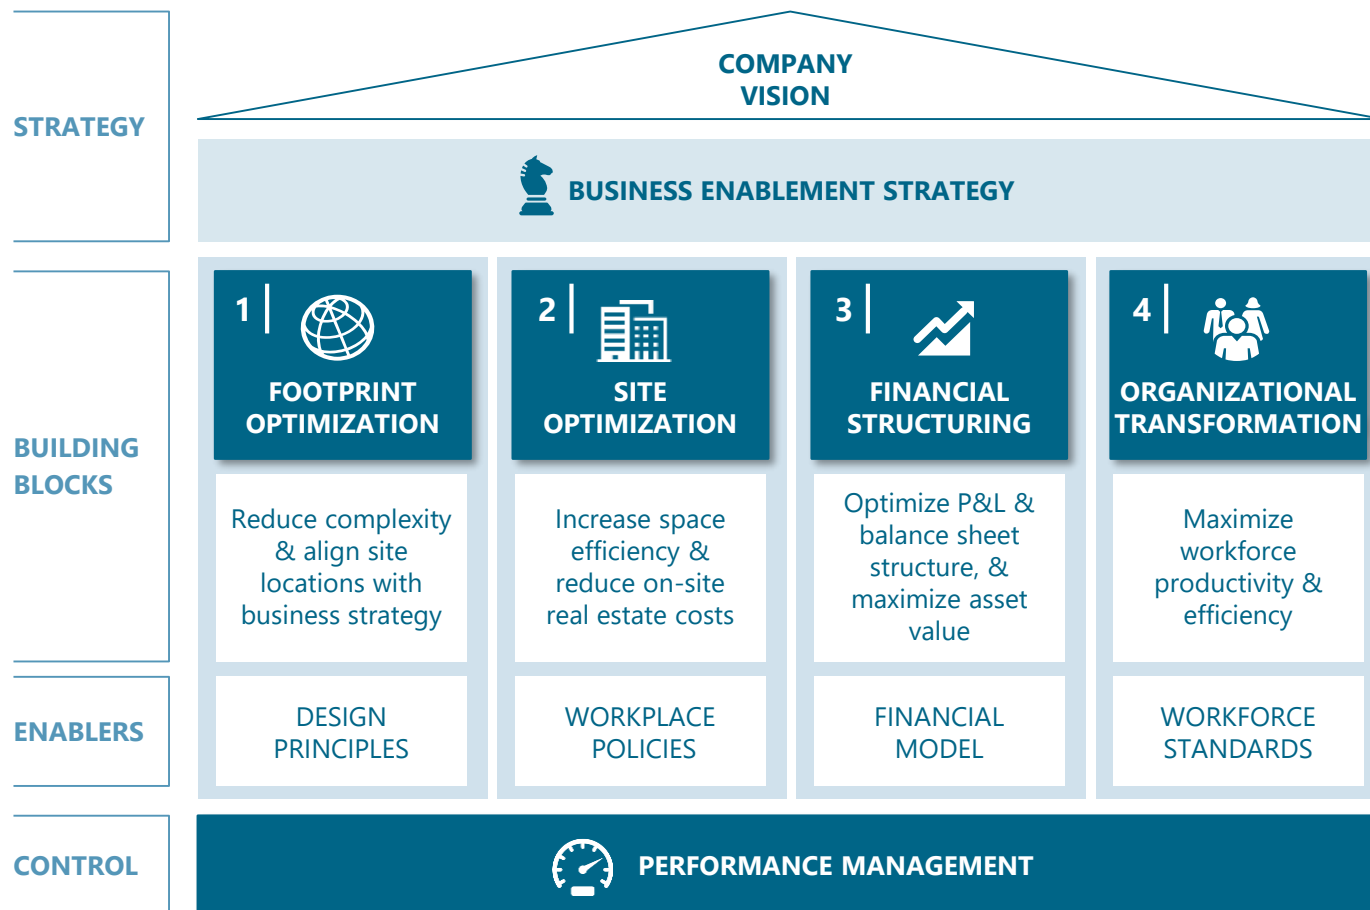 COMPANY
VISION
STRATEGY
BUSINESS ENABLEMENT STRATEGY
BUILDING
BLOCKS
1
FOOTPRINT
OPTIMIZATION
Reduce complexity
& align site
locations with
business strategy
2
SITE
OPTIMIZATION
Increase space
efficiency &
reduce on-site
real estate costs
3
FINANCIAL
STRUCTURING
Optimize P&L &
balance sheet
structure, &
maximize asset
value
4
ORGANIZATIONAL
TRANSFORMATION
Maximize
workforce
productivity &
efficiency
ENABLERS
DESIGN
PRINCIPLES
WORKPLACE
POLICIES
FINANCIAL
MODEL
WORKFORCE
STANDARDS
CONTROL
PERFORMANCE MANAGEMENT